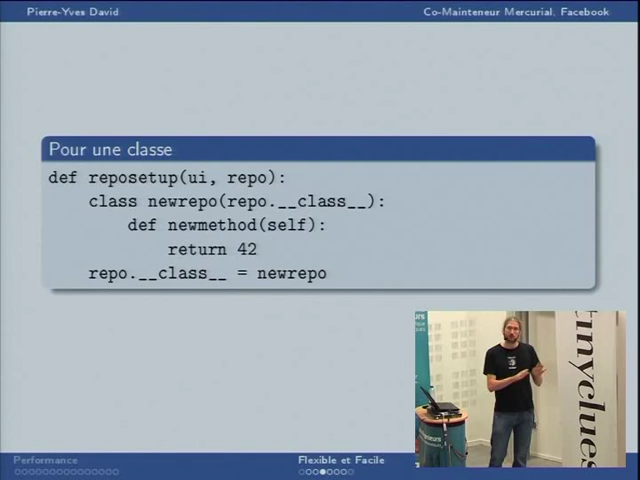 Pierre-Yves David
Co-Mainteneur Mercurial, Facebook
Pour une classe
def reposetup(ui, repo):
class newrepo(repo.__class__):
def newmethod(self):
return 42
repo.__class__ = newrepo
tinyclues
Performance
Flexible et Facile